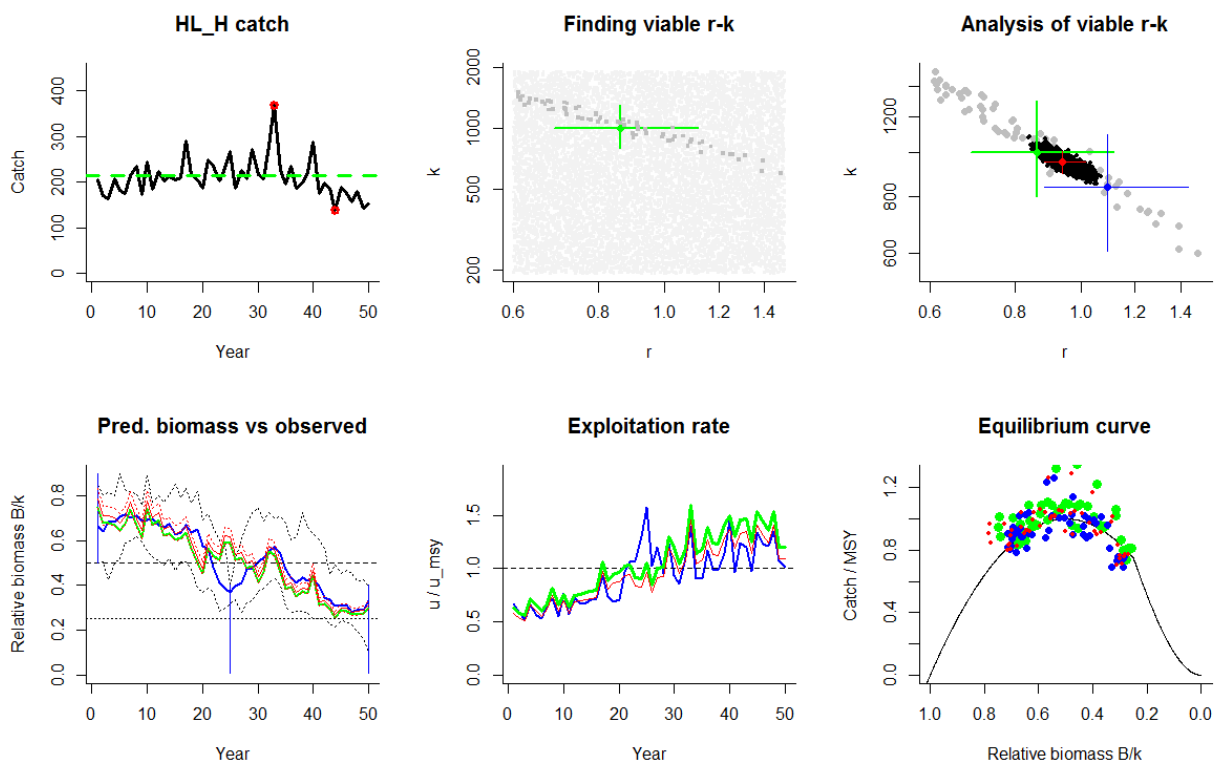 HL_H catch
Catch
400
300
200
100
0
0 10 20 30 40 50
Year
Finding viable r-k
k
2000
1000
500
200
0.6 0.8 1.0 1.2 1.4
r
Analysis of viable r-k
k
1200
800
600
0.6 0.8 1.0 1.2 1.4
r
Pred. biomass vs observed
Relative biomass B/k
0.8
0.6
0.4
0.2
0.0
0 10 20 30 40 50
Year
Exploitation rate
u / u_msy
1.5
1.0
0.5
0.0
0 10 20 30 40 50
Year
Equilibrium curve
Catch / MSY
1.2
0.8
0.4
0.0
1.0 0.8 0.6 0.4 0.2 0.0
Relative biomass B/k